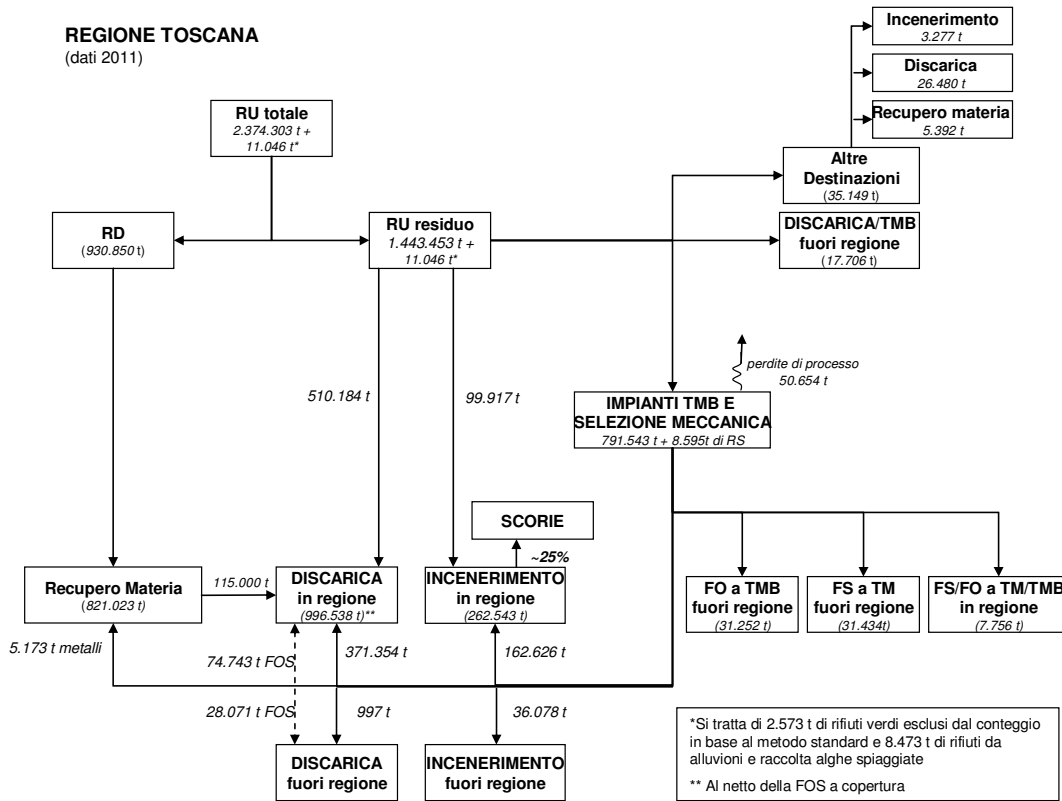 REGIONE TOSCANA
(dati 2011)
Incenerimento
3.277 t
Discarica
26.480 t
Recupero materia
5.392 t
RU totale
2.374.303 t +
11.046 t*
Altre
Destinazioni
(35.149 t)
RD
(930.850 t)
RU residuo
1.443.453 t +
11.046 t*
DISCARICA/TMB
fuori regione
(17.706 t)
perdite di processo
50.654 t
510.184 t
99.917 t
IMPIANTI TMB E
SELEZIONE MECCANICA
791.543 t + 8.595t di RS
SCORIE
~25%
Recupero Materia
(821.023 t)
115.000 t
DISCARICA
in regione
(996.538 t)**
INCENERIMENTO
in regione
(262.543 t)
FO a TMB
fuori regione
(31.252 t)
FS a TM
fuori regione
(31.434t)
FS/FO a TM/TMB
in regione
(7.756 t)
5.173 t metalli
74.743 t FOS
371.354 t
162.626 t
28.071 t FOS
997 t
36.078 t
DISCARICA
fuori regione
INCENERIMENTO
fuori regione
*Si tratta di 2.573 t di rifiuti verdi esclusi dal conteggio
in base al metodo standard e 8.473 t di rifiuti da
alluvioni e raccolta alghe spiaggiate
** Al netto della FOS a copertura